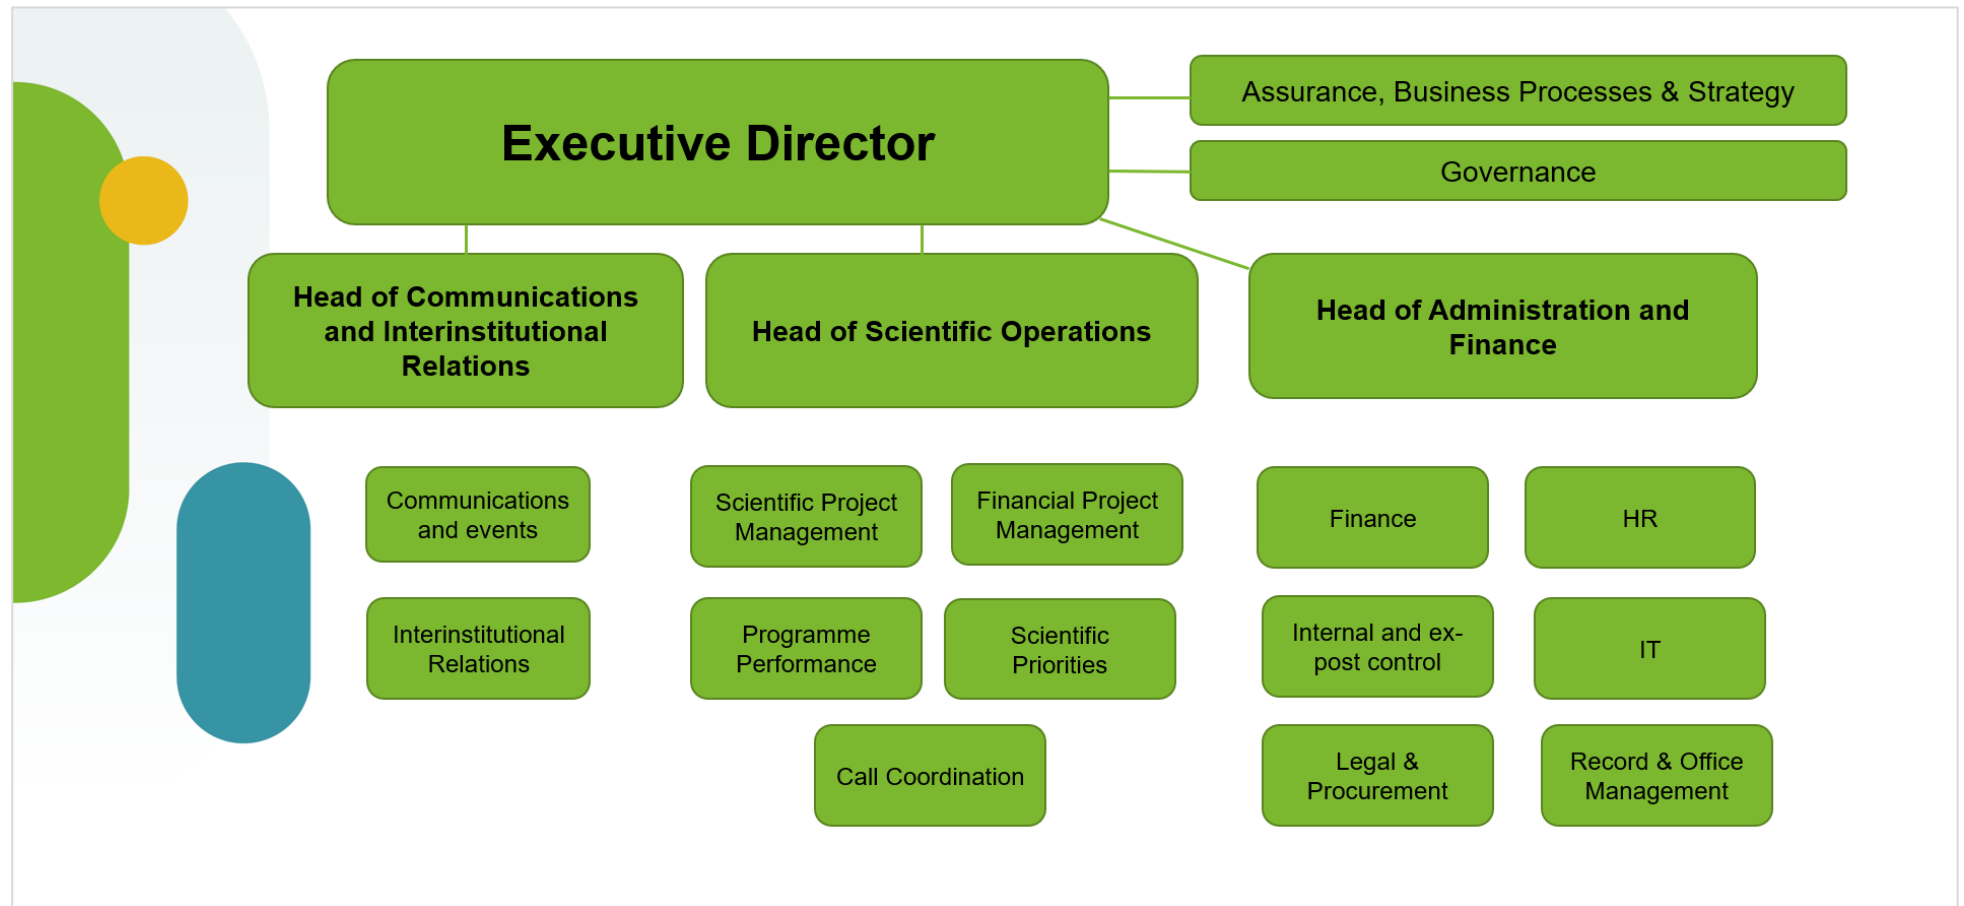 Executive Director
Assurance, Business Processes & Strategy
Governance
Head of Communications
and Interinstitutional
Relations
Head of Scientific Operations
Head of Administration and
Finance
Communications
and events
Interinstitutional
Relations
Scientific Project
Management
Financial Project
Management
Programme
Performance
Scientific
Priorities
Call Coordination
Finance
HR
Internal and ex-
post control
IT
Legal &
Procurement
Record & Office
Management